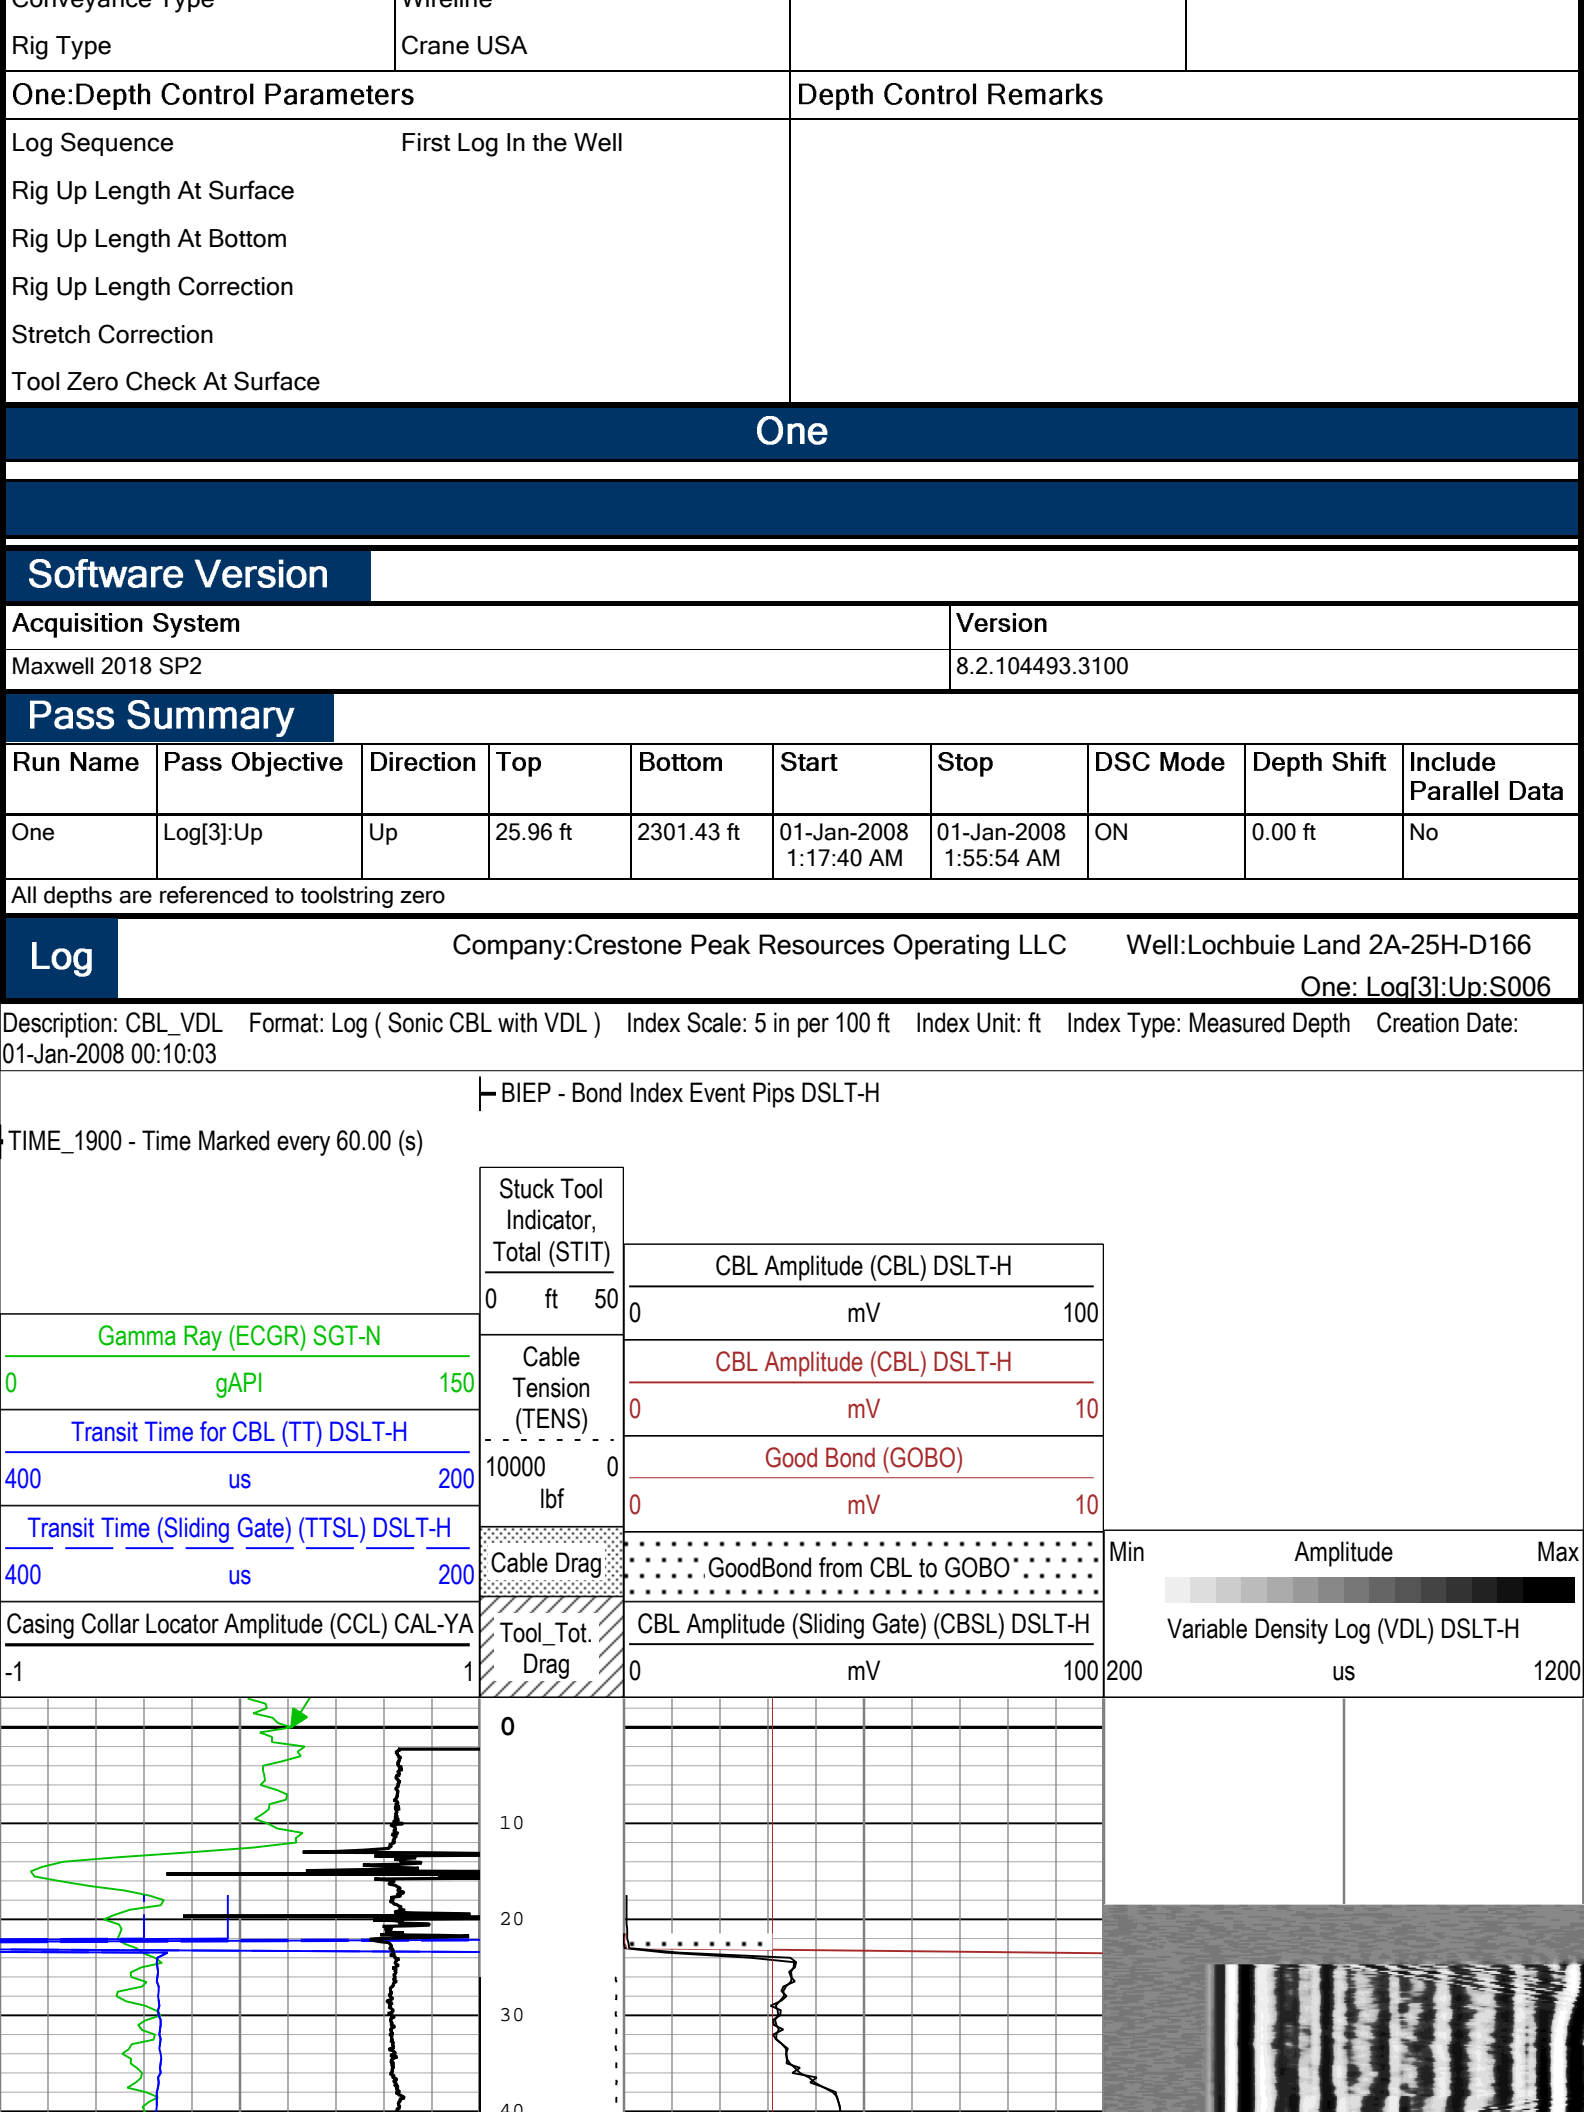 Conveyance Type Wireline
Rig Type Crane USA
One:Depth Control Parameters Depth Control Remarks
Log Sequence First Log In the Well
Rig Up Length At Surface
Rig Up Length At Bottom
Rig Up Length Correction
Stretch Correction
Tool Zero Check At Surface
One
Software Version
Acquisition System Version
Maxwell 2018 SP2 8.2.104493.3100
Pass Summary
Run Name Pass Objective Direction Top Bottom Start Stop DSC Mode Depth Shift Include
Parallel Data
One Log[3]:Up Up 25.96 ft 2301.43 ft 01-Jan-2008 01-Jan-2008 ON 0.00 ft No
1:17:40 AM 1:55:54 AM
All depths are referenced to toolstring zero
Log Company:Crestone Peak Resources Operating LLC Well:Lochbuie Land 2A-25H-D166
One: Log[3]:Up:S006
Description: CBL_VDL Format: Log ( Sonic CBL with VDL ) Index Scale: 5 in per 100 ft Index Unit: ft Index Type: Measured Depth Creation Date:
01-Jan-2008 00:10:03
BIEP - Bond Index Event Pips DSLT-H
TIME_1900 - Time Marked every 60.00 (s)
Stuck Tool
Indicator,
Total (STIT)
0 ft 50
CBL Amplitude (CBL) DSLT-H
0 mV 100
Gamma Ray (ECGR) SGT-N
0 gAPI 150
Cable
Tension
(TENS)
10000 0
lbf
CBL Amplitude (CBL) DSLT-H
0 mV 10
Transit Time for CBL (TT) DSLT-H
400 us 200
Good Bond (GOBO)
0 mV 10
Transit Time (Sliding Gate) (TTSL) DSLT-H
400 us 200
Cable Drag
GoodBond from CBL to GOBO
Min Amplitude Max
Casing Collar Locator Amplitude (CCL) CAL-YA
-1 1
Tool_Tot.
Drag
CBL Amplitude (Sliding Gate) (CBSL) DSLT-H
0 mV 100
Variable Density Log (VDL) DSLT-H
200 us 1200
0
10
20
30
40